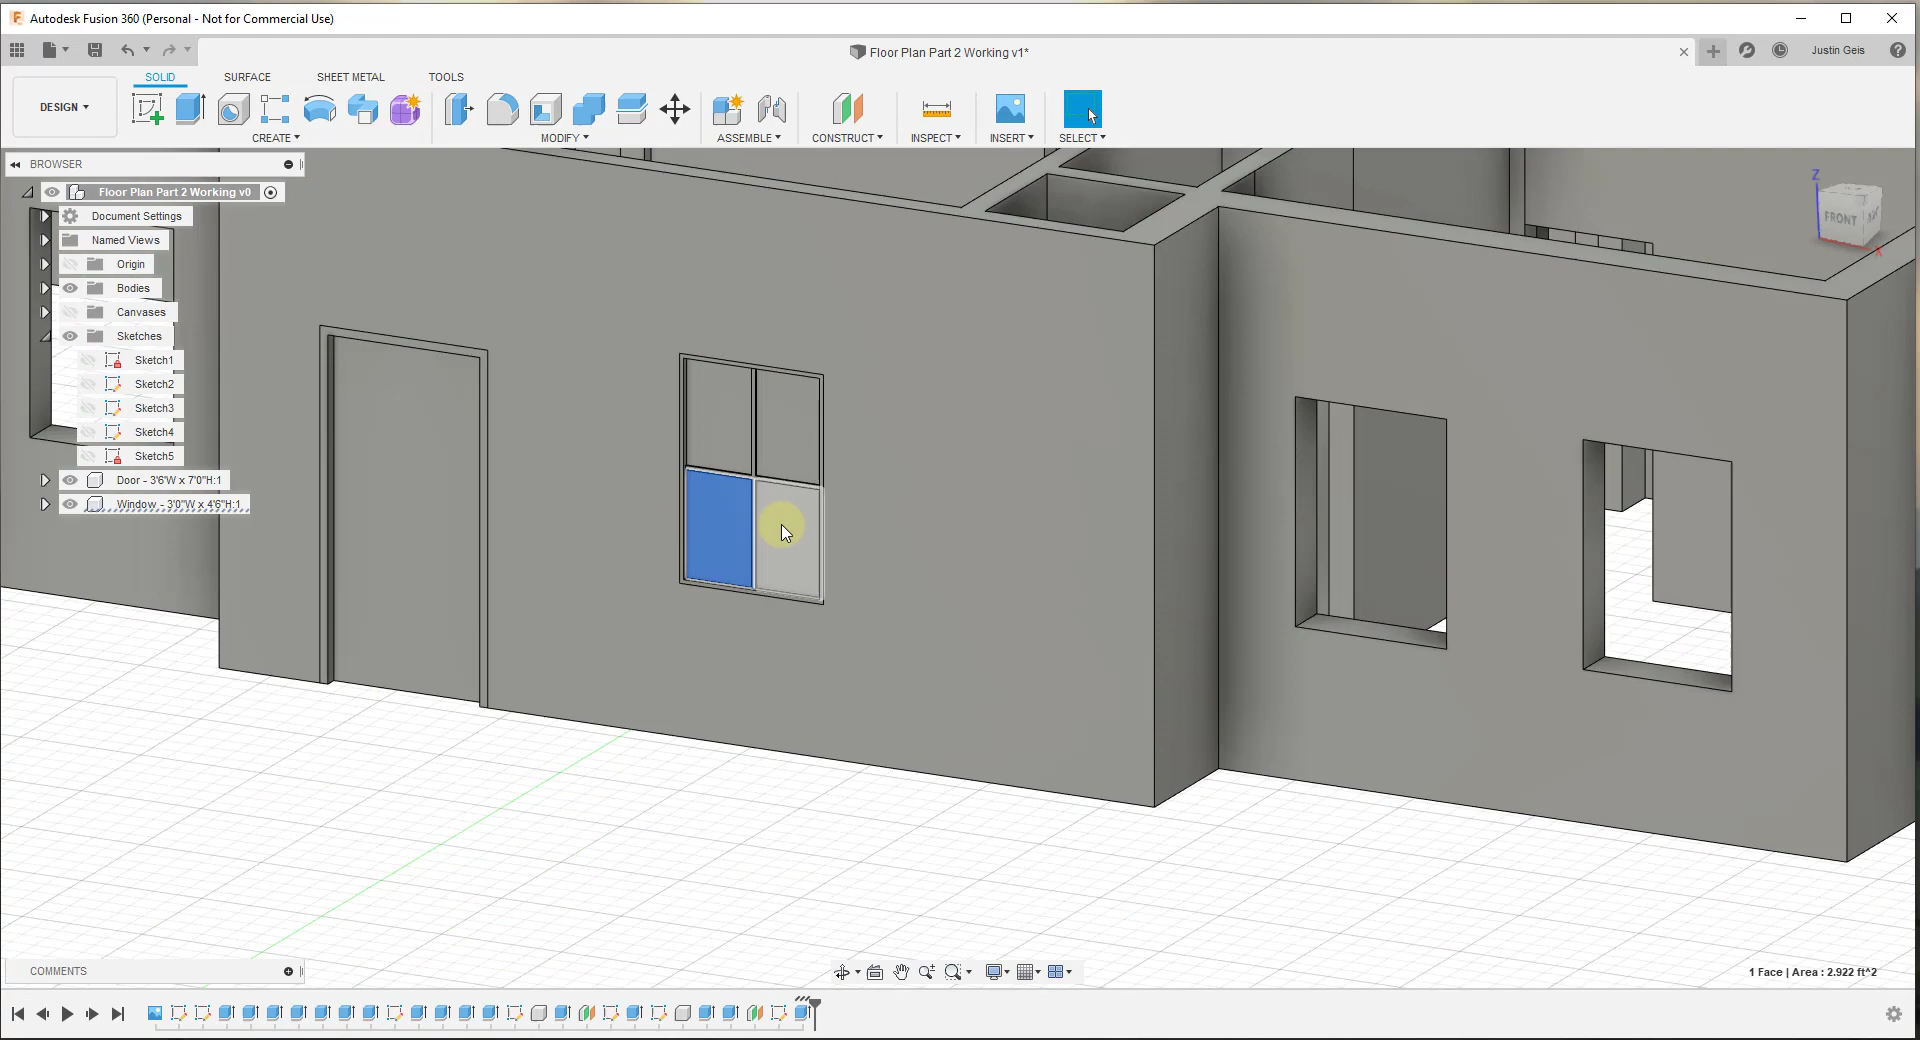 Autodesk Fusion 360 (Personal - Not for Commercial Use)
Floor Plan Part 2 Working v1*
Justin Geis
DESIGN
SOLID SURFACE SHEET METAL TOOLS
CREATE MODIFY ASSEMBLE CONSTRUCT INSPECT INSERT SELECT
BROWSER
Floor Plan Part 2 Working v0
Document Settings
Named Views
Origin
Bodies
Canvases
Sketches
Sketch1
Sketch2
Sketch3
Sketch4
Sketch5
Door - 3'6"W x 7'0"H:1
Window - 3'0"W x 4'6"H:1
Z
FRONT
X
COMMENTS
1 Face | Area : 2.922 ft^2